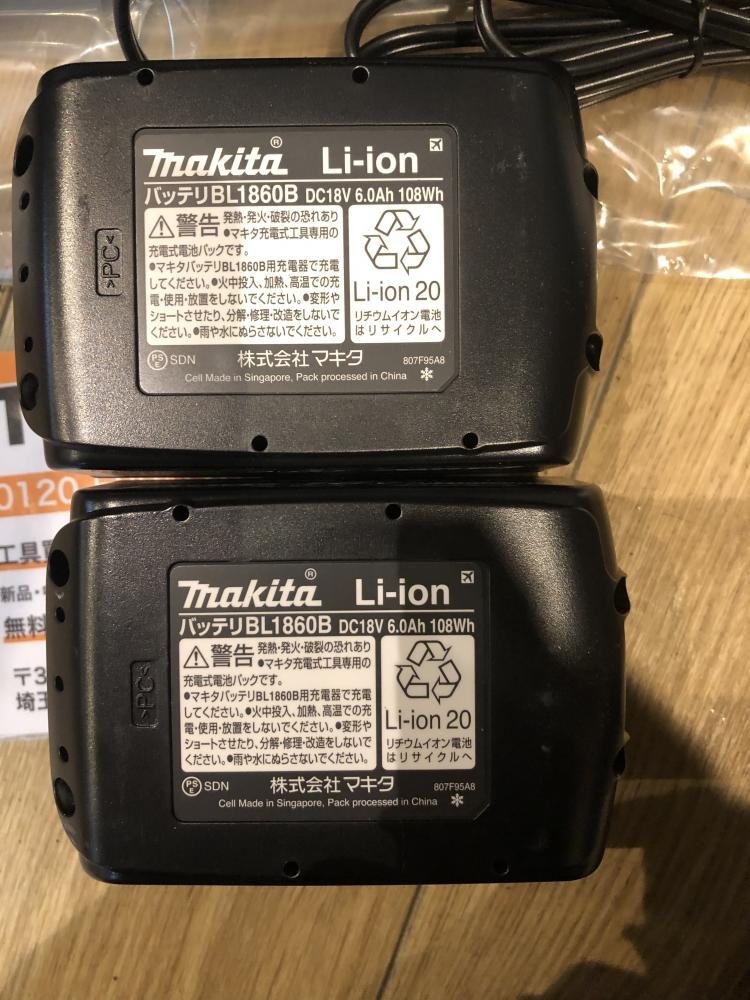 makita® Li-ion
バッテリBL1860B DC18V 6.0Ah 108Wh
警告 発熱・発火・破裂の恐れあり
●マキタ充電式工具専用の
充電式電池パックです。
●マキタバッテリBL1860B用充電器で充電
してください。●火中投入、加熱、高温での充
電・使用・放置をしないでください。●変形や
ショートさせたり、分解・修理・改造をしないで
ください。●雨や水にぬらさないでください。
Li-ion 20
リチウムイオン電池
はリサイクルへ
>PC<
PS E SDN 株式会社マキタ 807F95A8
Cell Made in Singapore, Pack processed in China
makita® Li-ion
バッテリBL1860B DC18V 6.0Ah 108Wh
警告 発熱・発火・破裂の恐れあり
●マキタ充電式工具専用の
充電式電池パックです。
●マキタバッテリBL1860B用充電器で充電
してください。●火中投入、加熱、高温での充
電・使用・放置をしないでください。●変形や
ショートさせたり、分解・修理・改造をしないで
ください。●雨や水にぬらさないでください。
Li-ion 20
リチウムイオン電池
はリサイクルへ
>PC<
PS E SDN 株式会社マキタ 807F95A8
Cell Made in Singapore, Pack processed in China
0120
工具
新品・
無料
〒3
埼玉